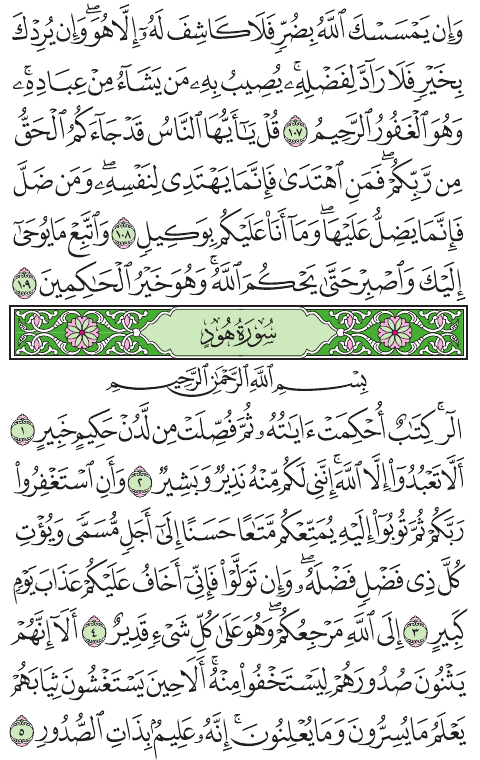 وَإِن يَمْسَسْكَ ٱللَّهُ بِضُرٍّ فَلَا كَاشِفَ لَهُۥٓ إِلَّا هُوَۖ وَإِن يُرِدْكَ
بِخَيْرٍ فَلَا رَآدَّ لِفَضْلِهِۦۚ يُصِيبُ بِهِۦ مَن يَشَآءُ مِنْ عِبَادِهِۦۚ
وَهُوَ ٱلْغَفُورُ ٱلرَّحِيمُ ١٠٧ قُلْ يَٰٓأَيُّهَا ٱلنَّاسُ قَدْ جَآءَكُمُ ٱلْحَقُّ
مِن رَّبِّكُمْۖ فَمَنِ ٱهْتَدَىٰ فَإِنَّمَا يَهْتَدِى لِنَفْسِهِۦۖ وَمَن ضَلَّ
فَإِنَّمَا يَضِلُّ عَلَيْهَاۖ وَمَآ أَنَا۠ عَلَيْكُم بِوَكِيلٍ ١٠٨ وَٱتَّبِعْ مَا يُوحَىٰٓ
إِلَيْكَ وَٱصْبِرْ حَتَّىٰ يَحْكُمَ ٱللَّهُۚ وَهُوَ خَيْرُ ٱلْحَٰكِمِينَ ١٠٩
سُورَةُ هُودٍ
بِسْمِ ٱللَّهِ ٱلرَّحْمَٰنِ ٱلرَّحِيمِ
الٓرۚ كِتَٰبٌ أُحْكِمَتْ ءَايَٰتُهُۥ ثُمَّ فُصِّلَتْ مِن لَّدُنْ حَكِيمٍ خَبِيرٍ ١
أَلَّا تَعْبُدُوٓا۟ إِلَّا ٱللَّهَۚ إِنَّنِى لَكُم مِّنْهُ نَذِيرٌ وَبَشِيرٌ ٢ وَأَنِ ٱسْتَغْفِرُوا۟
رَبَّكُمْ ثُمَّ تُوبُوٓا۟ إِلَيْهِ يُمَتِّعْكُم مَّتَٰعًا حَسَنًا إِلَىٰٓ أَجَلٍ مُّسَمًّى وَيُؤْتِ
كُلَّ ذِى فَضْلٍ فَضْلَهُۥۖ وَإِن تَوَلَّوْا۟ فَإِنِّىٓ أَخَافُ عَلَيْكُمْ عَذَابَ يَوْمٍ
كَبِيرٍ ٣ إِلَى ٱللَّهِ مَرْجِعُكُمْۖ وَهُوَ عَلَىٰ كُلِّ شَىْءٍ قَدِيرٌ ٤ أَلَآ إِنَّهُمْ
يَثْنُونَ صُدُورَهُمْ لِيَسْتَخْفُوا۟ مِنْهُۚ أَلَا حِينَ يَسْتَغْشُونَ ثِيَابَهُمْ
يَعْلَمُ مَا يُسِرُّونَ وَمَا يُعْلِنُونَۚ إِنَّهُۥ عَلِيمٌۢ بِذَاتِ ٱلصُّدُورِ ٥